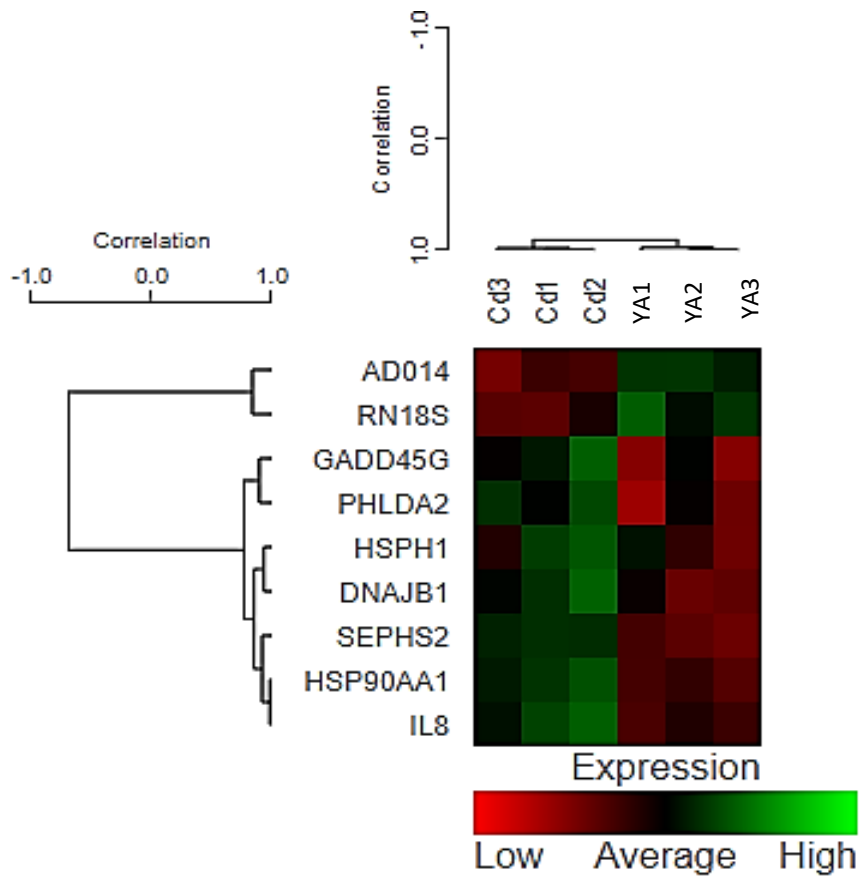 -1.0
0.0
1.0
Correlation
Correlation
-1.0 0.0 1.0
Cd3 Cd1 Cd2 YA1 YA2 YA3
AD014
RN18S
GADD45G
PHLDA2
HSPH1
DNAJB1
SEPHS2
HSP90AA1
IL8
Expression
Low Average High